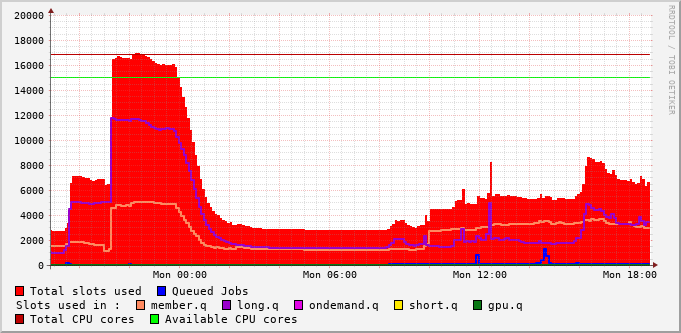 RRDTOOL / TOBI OETIKER
20000
18000
16000
14000
12000
10000
8000
6000
4000
2000
0
Mon 00:00 Mon 06:00 Mon 12:00 Mon 18:00
Total slots used Queued Jobs
Slots used in : member.q long.q ondemand.q short.q gpu.q
Total CPU cores Available CPU cores